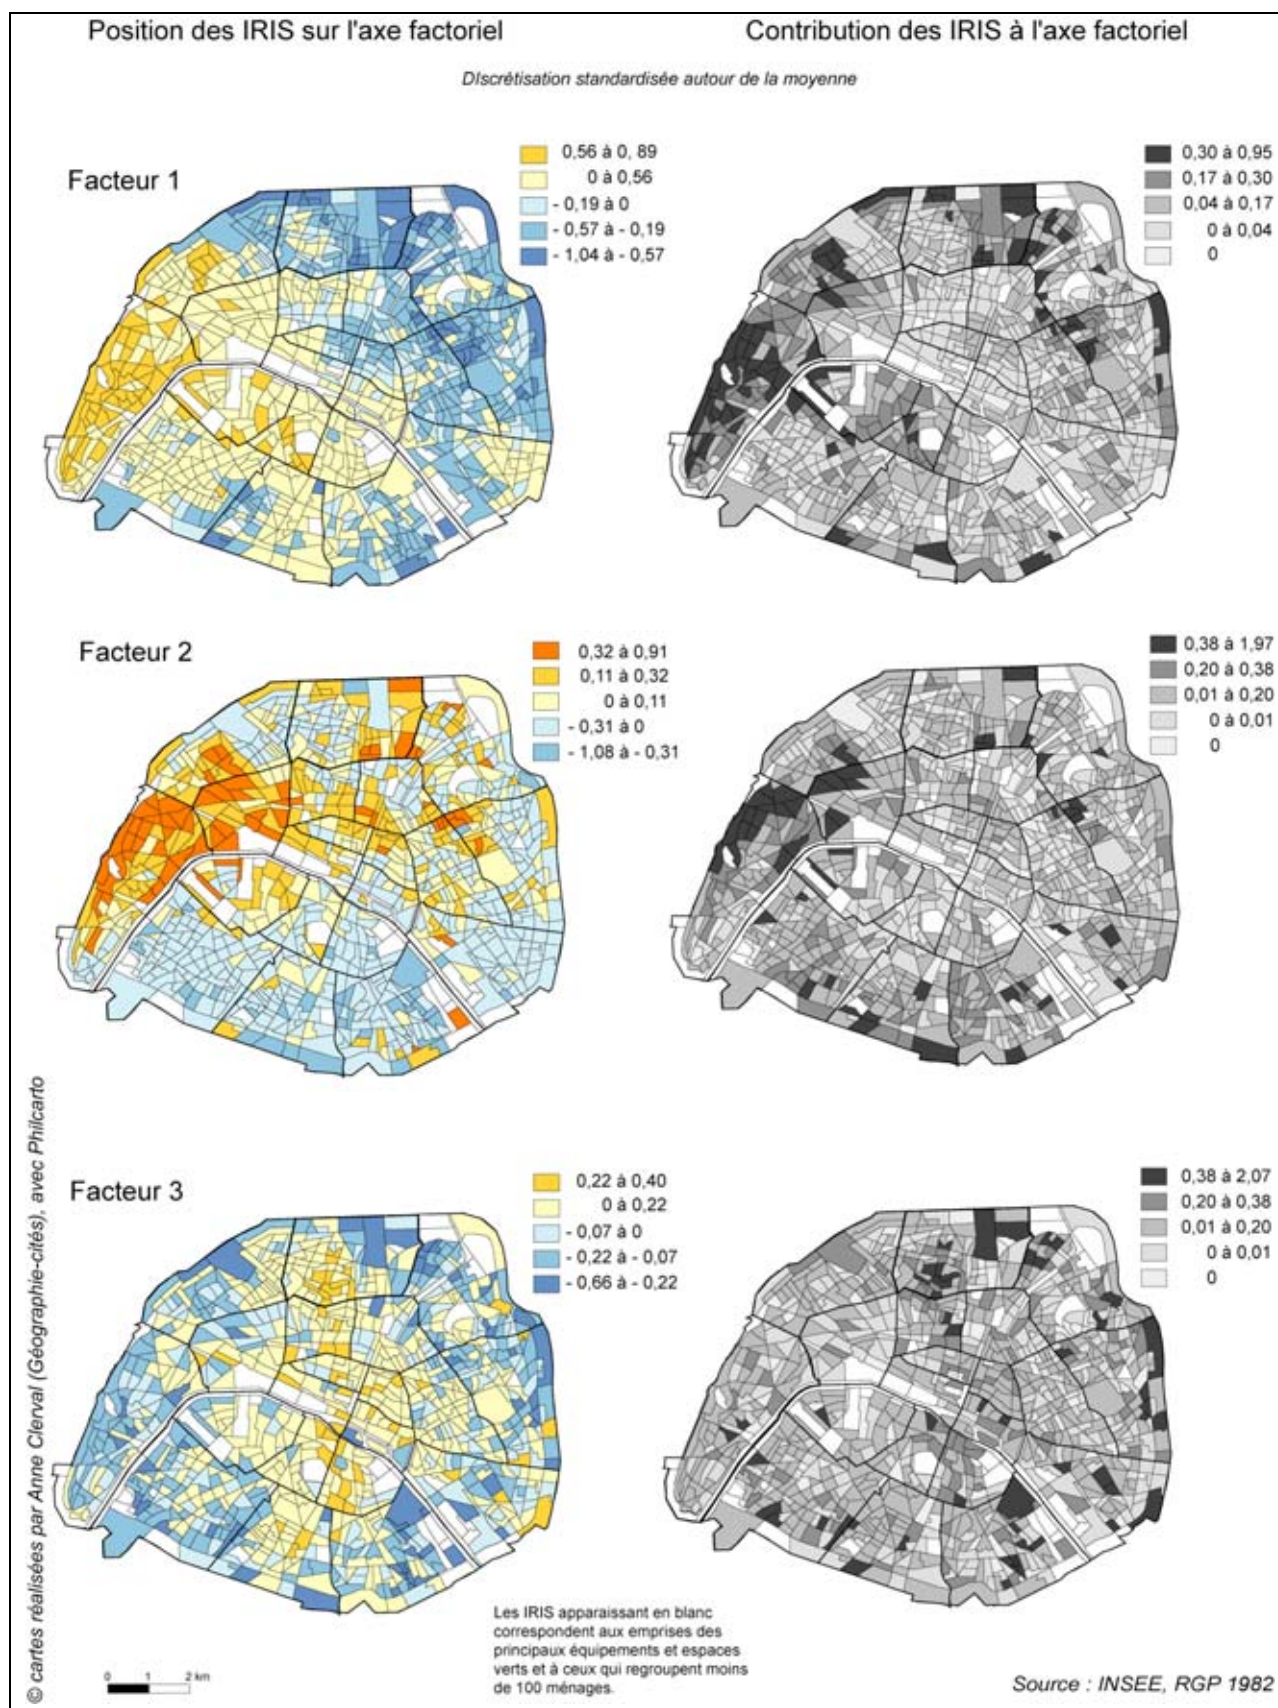 Position des IRIS sur l'axe factoriel
Contribution des IRIS à l'axe factoriel
DIscrétisation standardisée autour de la moyenne
Facteur 1
0,56 à 0, 89
0 à 0,56
- 0,19 à 0
- 0,57 à - 0,19
- 1,04 à - 0,57
0,30 à 0,95
0,17 à 0,30
0,04 à 0,17
0 à 0,04
0
Facteur 2
0,32 à 0,91
0,11 à 0,32
0 à 0,11
- 0,31 à 0
- 1,08 à - 0,31
0,38 à 1,97
0,20 à 0,38
0,01 à 0,20
0 à 0,01
0
Facteur 3
0,22 à 0,40
0 à 0,22
- 0,07 à 0
- 0,22 à - 0,07
- 0,66 à - 0,22
0,38 à 2,07
0,20 à 0,38
0,01 à 0,20
0 à 0,01
0
© cartes réalisées par Anne Clerval (Géographie-cités), avec Philcarto
0 1 2 km
Les IRIS apparaissant en blanc
correspondent aux emprises des
principaux équipements et espaces
verts et à ceux qui regroupent moins
de 100 ménages.
Source : INSEE, RGP 1982